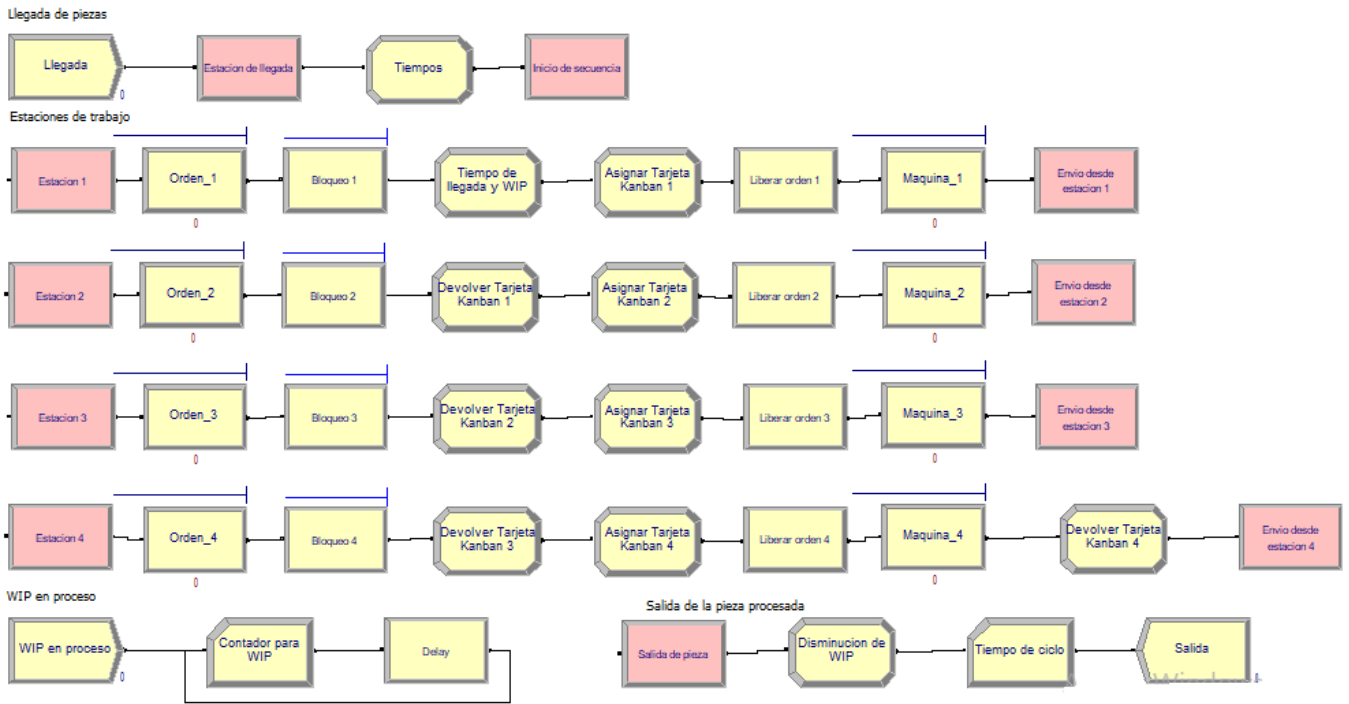 Llegada de piezas
Llegada
Estacion de llegada
Tiempos
Inicio de secuencia
0
Estaciones de trabajo
Estacion 1
Orden_1
Bloqueo 1
Tiempo de
llegada y WIP
Asignar Tarjeta
Kanban 1
Liberar orden 1
Maquina_1
Envio desde
estacion 1
0
0
Estacion 2
Orden_2
Bloqueo 2
Devolver Tarjeta
Kanban 1
Asignar Tarjeta
Kanban 2
Liberar orden 2
Maquina_2
Envio desde
estacion 2
0
0
Estacion 3
Orden_3
Bloqueo 3
Devolver Tarjeta
Kanban 2
Asignar Tarjeta
Kanban 3
Liberar orden 3
Maquina_3
Envio desde
estacion 3
0
0
Estacion 4
Orden_4
Bloqueo 4
Devolver Tarjeta
Kanban 3
Asignar Tarjeta
Kanban 4
Liberar orden 4
Maquina_4
Devolver Tarjeta
Kanban 4
Envio desde
estacion 4
0
0
WIP en proceso
WIP en proceso
0
Contador para
WIP
Delay
Salida de la pieza procesada
Salida de pieza
Disminucion de
WIP
Tiempo de ciclo
Salida